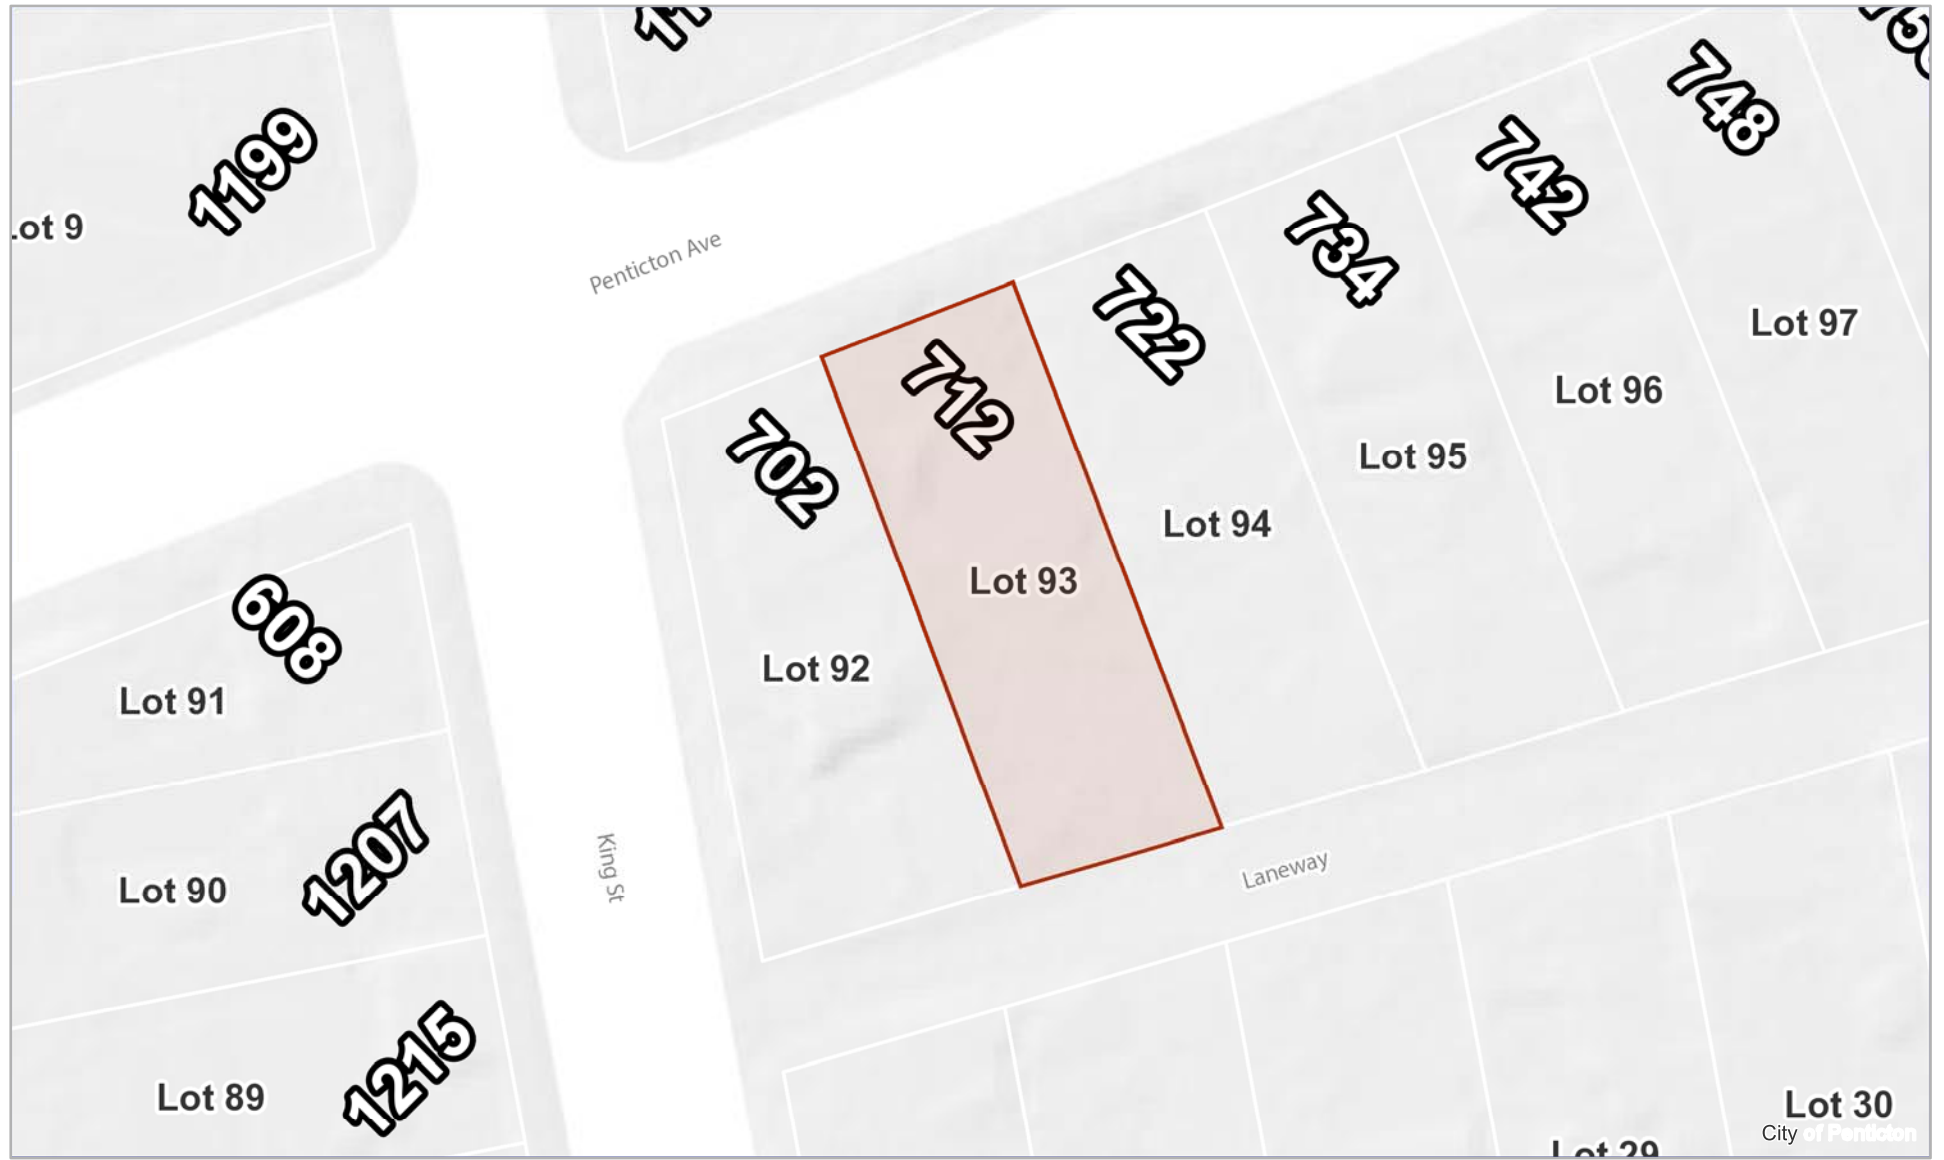 1199
Lot 9
Penticton Ave
748
742
734
722
712
702
Lot 97
Lot 96
Lot 95
Lot 94
Lot 93
Lot 92
608
Lot 91
1207
Lot 90
King St
Laneway
1215
Lot 89
Lot 30
City of Penticton
Lot 29